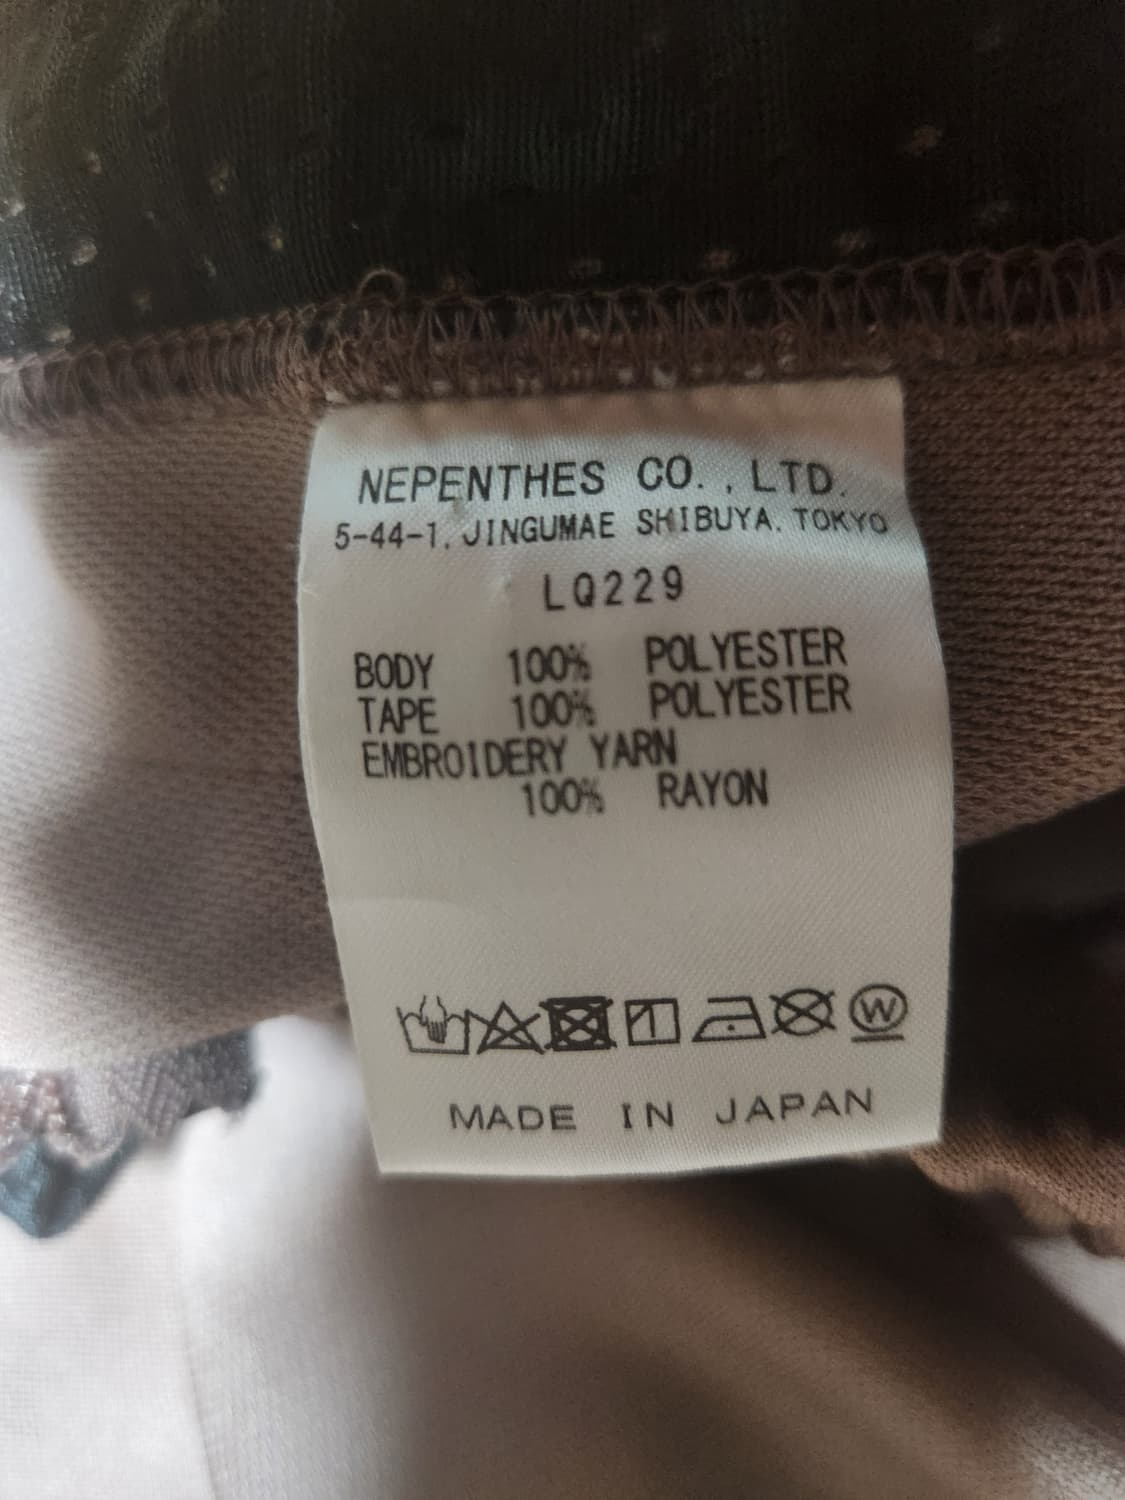 NEPENTHES CO., LTD.
5-44-1, JINGUMAE SHIBUYA, TOKYO
LQ229
BODY 100% POLYESTER
TAPE 100% POLYESTER
EMBROIDERY YARN
100% RAYON
W
MADE IN JAPAN